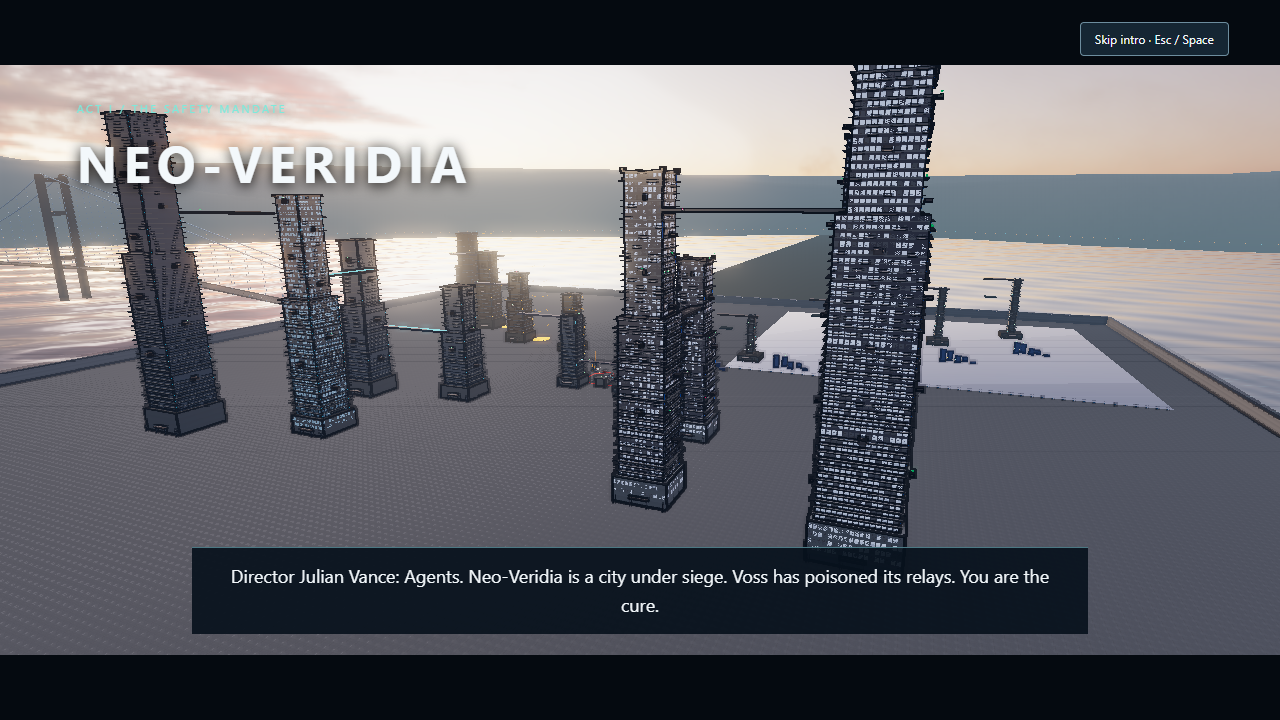 Skip intro · Esc / Space
NEO-VERIDIA
Director Julian Vance: Agents. Neo-Veridia is a city under siege. Voss has poisoned its relays. You are the
cure.